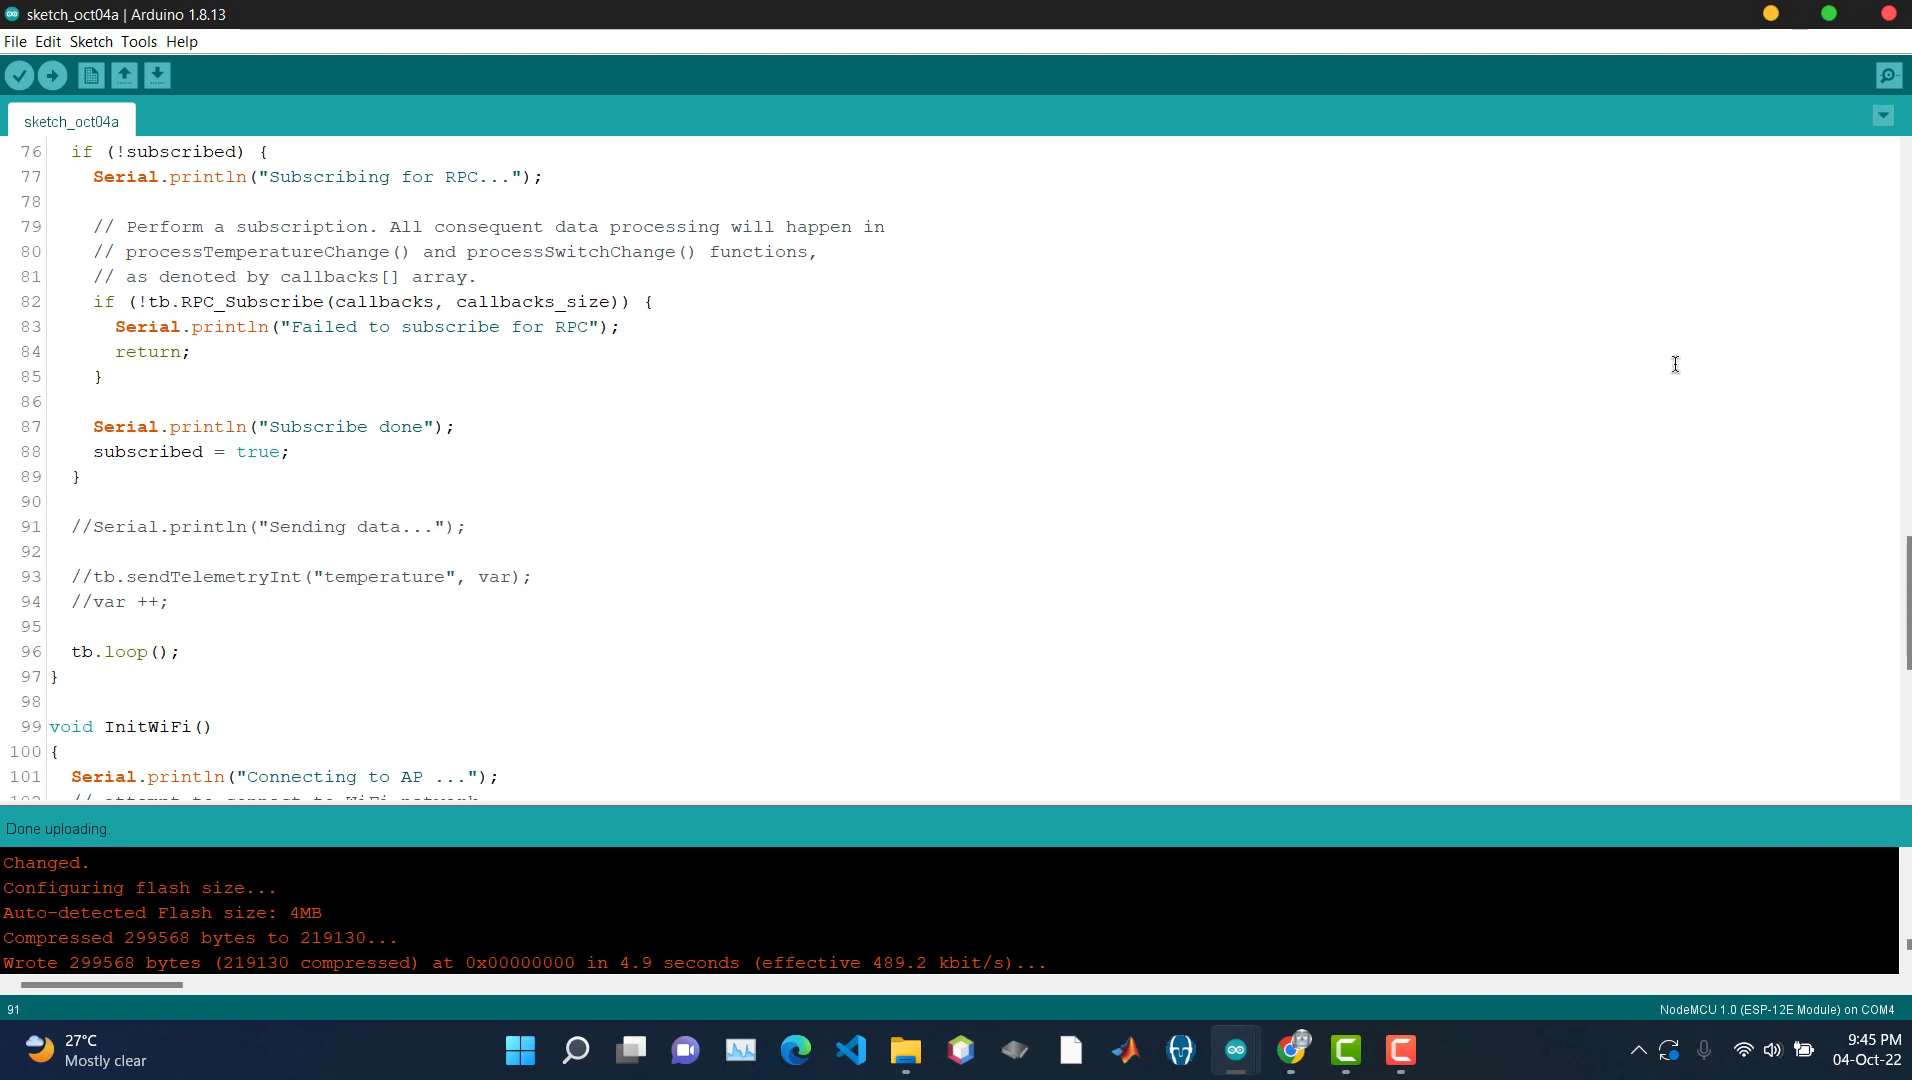 sketch_oct04a | Arduino 1.8.13
File Edit Sketch Tools Help
sketch_oct04a
76 if (!subscribed) {
77 Serial.println("Subscribing for RPC...");
78
79 // Perform a subscription. All consequent data processing will happen in
80 // processTemperatureChange() and processSwitchChange() functions,
81 // as denoted by callbacks[] array.
82 if (!tb.RPC_Subscribe(callbacks, callbacks_size)) {
83 Serial.println("Failed to subscribe for RPC");
84 return;
85 }
86
87 Serial.println("Subscribe done");
88 subscribed = true;
89 }
90
91 //Serial.println("Sending data...");
92
93 //tb.sendTelemetryInt("temperature", var);
94 //var ++;
95
96 tb.loop();
97 }
98
99 void InitWiFi()
100 {
101 Serial.println("Connecting to AP ...");
102 // attempt to connect to WiFi network
Done uploading.
Changed.
Configuring flash size...
Auto-detected Flash size: 4MB
Compressed 299568 bytes to 219130...
Wrote 299568 bytes (219130 compressed) at 0x00000000 in 4.9 seconds (effective 489.2 kbit/s)...
91
NodeMCU 1.0 (ESP-12E Module) on COM4
27°C
Mostly clear
9:45 PM
04-Oct-22